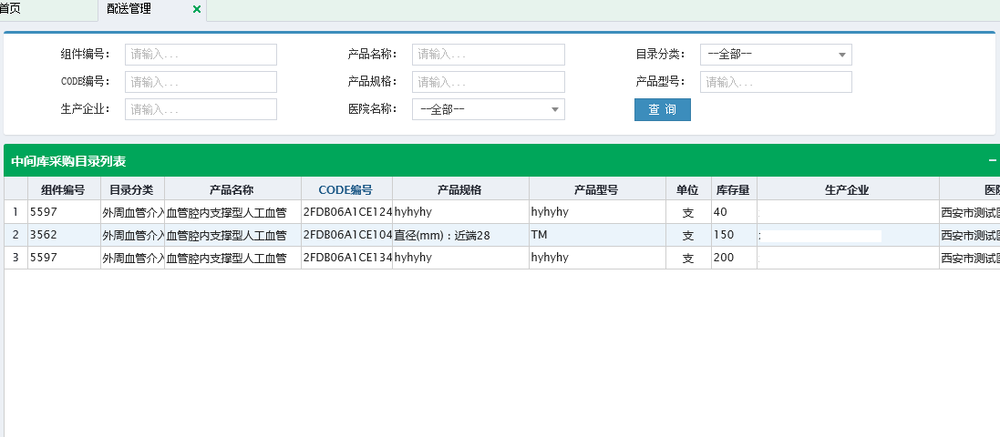 首页 配送管理
组件编号： 请输入... 产品名称： 请输入... 目录分类： --全部--
CODE编号： 请输入... 产品规格： 请输入... 产品型号： 请输入...
生产企业： 请输入... 医院名称： --全部-- 查 询
中间库采购目录列表
组件编号 目录分类 产品名称 CODE编号 产品规格 产品型号 单位 库存量 生产企业 医
1 5597 外周血管介入 血管腔内支撑型人工血管 2FDB06A1CE124 hyhyhy hyhyhy 支 40 西安市测试
2 3562 外周血管介入 血管腔内支撑型人工血管 2FDB06A1CE104 直径(mm)：近端28 TM 支 150 西安市测试
3 5597 外周血管介入 血管腔内支撑型人工血管 2FDB06A1CE134 hyhyhy hyhyhy 支 200 西安市测试